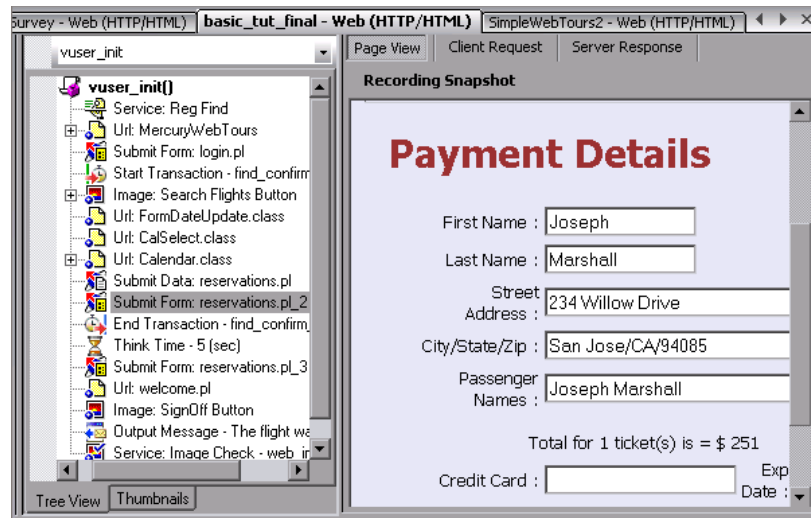 Survey - Web (HTTP/HTML) basic_tut_final - Web (HTTP/HTML) SimpleWebTours2 - Web (HTTP/HTML)
vuser_init
Page View Client Request Server Response
Recording Snapshot
vuser_init()
Service: Reg Find
Url: MercuryWebTours
Submit Form: login.pl
Start Transaction - find_confirm
Image: Search Flights Button
Url: FormDateUpdate.class
Url: CalSelect.class
Url: Calendar.class
Submit Data: reservations.pl
Submit Form: reservations.pl_2
End Transaction - find_confirm_
Think Time - 5 (sec)
Submit Form: reservations.pl_3
Url: welcome.pl
Image: SignOff Button
Output Message - The flight wa
Service: Image Check - web_im
Tree View Thumbnails
Payment Details
First Name : Joseph
Last Name : Marshall
Street
Address : 234 Willow Drive
City/State/Zip : San Jose/CA/94085
Passenger
Names : Joseph Marshall
Total for 1 ticket(s) is = $ 251
Credit Card : Exp
Date :